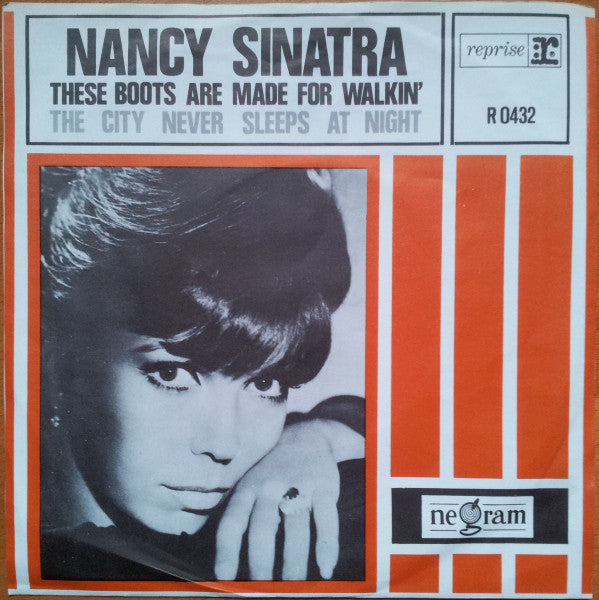 NANCY SINATRA
THESE BOOTS ARE MADE FOR WALKIN'
THE CITY NEVER SLEEPS AT NIGHT
reprise r
R 0432
negram